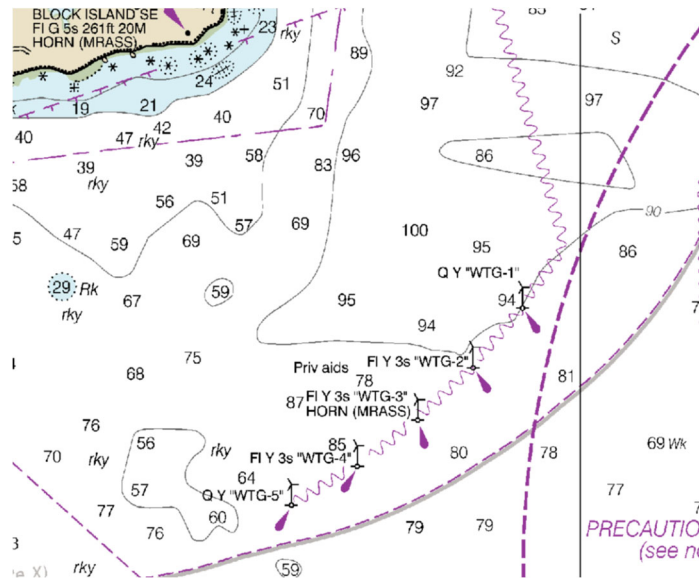 BLOCK ISLAND SE
Fl G 5s 261ft 20M
HORN (MRASS)
23
rky
S
89
92
24
51
97
97
19
21
40
70
42
40
47
rky
58
83
96
86
39
39
rky
58
56
51
57
69
90
100
47
59
69
95
86
Q Y "WTG-1"
29
Rk
59
94
67
95
rky
94
75
Priv aids
Fl Y 3s "WTG-2"
68
78
81
87
Fl Y 3s "WTG-3"
HORN (MRASS)
76
56
85
69 Wk
70
rky
rky
Fl Y 3s "WTG-4"
80
78
64
57
Q Y "WTG-5"
77
77
60
76
79
79
PRECAUTIO
(see n
rky
59